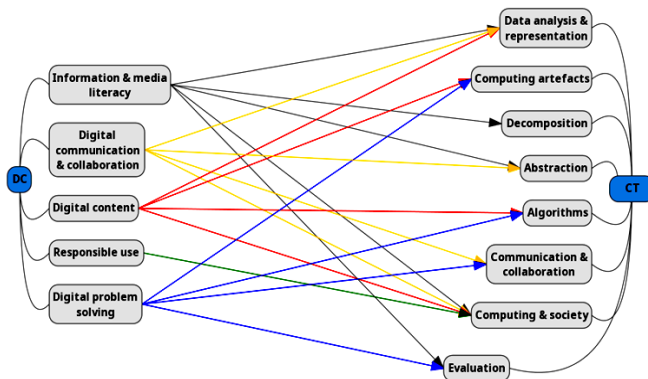 DC
Information & media
literacy
Digital
communication
& collaboration
Digital content
Responsible use
Digital problem
solving
Data analysis &
representation
Computing artefacts
Decomposition
Abstraction
Algorithms
Communication &
collaboration
Computing & society
Evaluation
CT